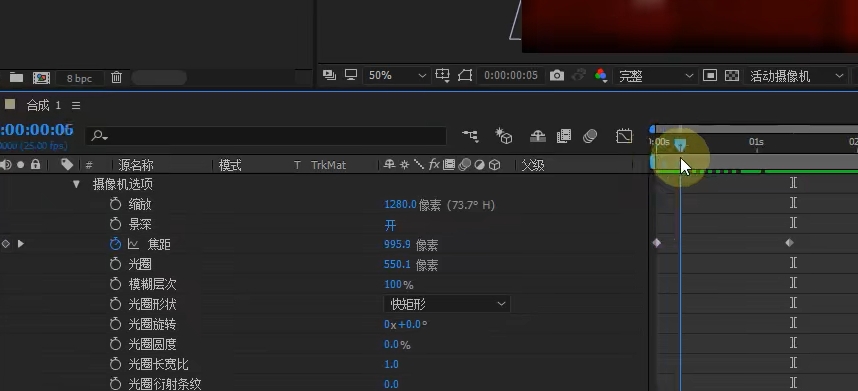 8 bpc
50%
0:00:00:05
完整
活动摄像机
合成 1
:00:00:06
(25.00 fps)
:00s
01s
02
#
源名称
模式
T TrkMat
父级
摄像机选项
缩放
1280.0像素 (73.7° H)
景深
开
焦距
995.9 像素
光圈
550.1 像素
模糊层次
100%
光圈形状
快矩形
光圈旋转
0x+0.0°
光圈圆度
0.0%
光圈长宽比
1.0
光圈衍射条纹
0.0